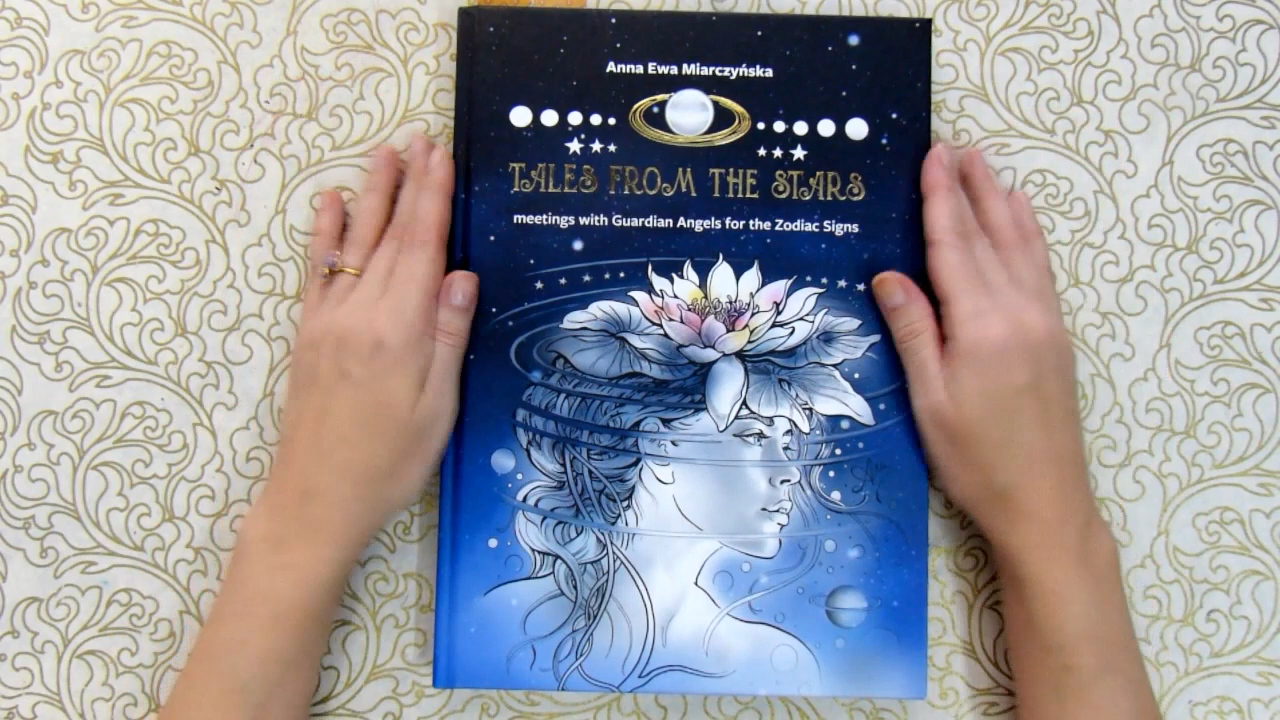 Anna Ewa Miarczyńska
TALES FROM THE STARS
meetings with Guardian Angels for the Zodiac Signs